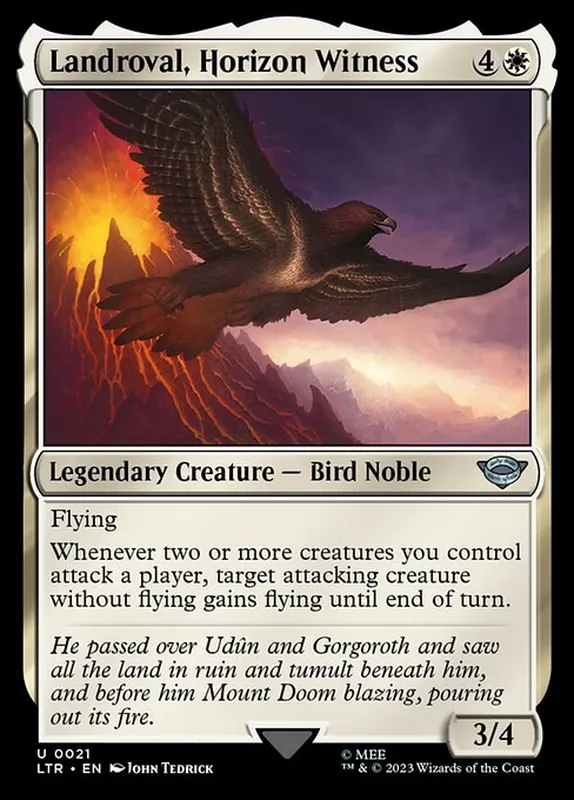 Landroval, Horizon Witness 4
Legendary Creature — Bird Noble
Flying
Whenever two or more creatures you control
attack a player, target attacking creature
without flying gains flying until end of turn.
He passed over Udûn and Gorgoroth and saw
all the land in ruin and tumult beneath him,
and before him Mount Doom blazing, pouring
out its fire.
3/4
U 0021
LTR • EN JOHN TEDRICK
© MEE
™ & © 2023 Wizards of the Coast